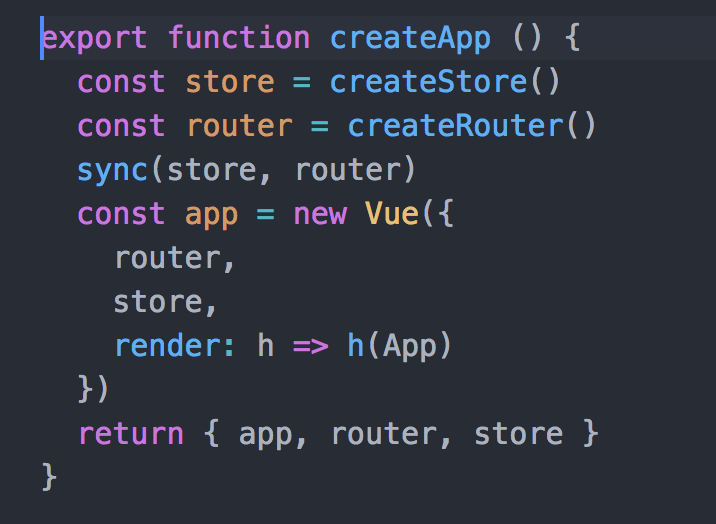 export function createApp () {
  const store = createStore()
  const router = createRouter()
  sync(store, router)
  const app = new Vue({
    router,
    store,
    render: h => h(App)
  })
  return { app, router, store }
}